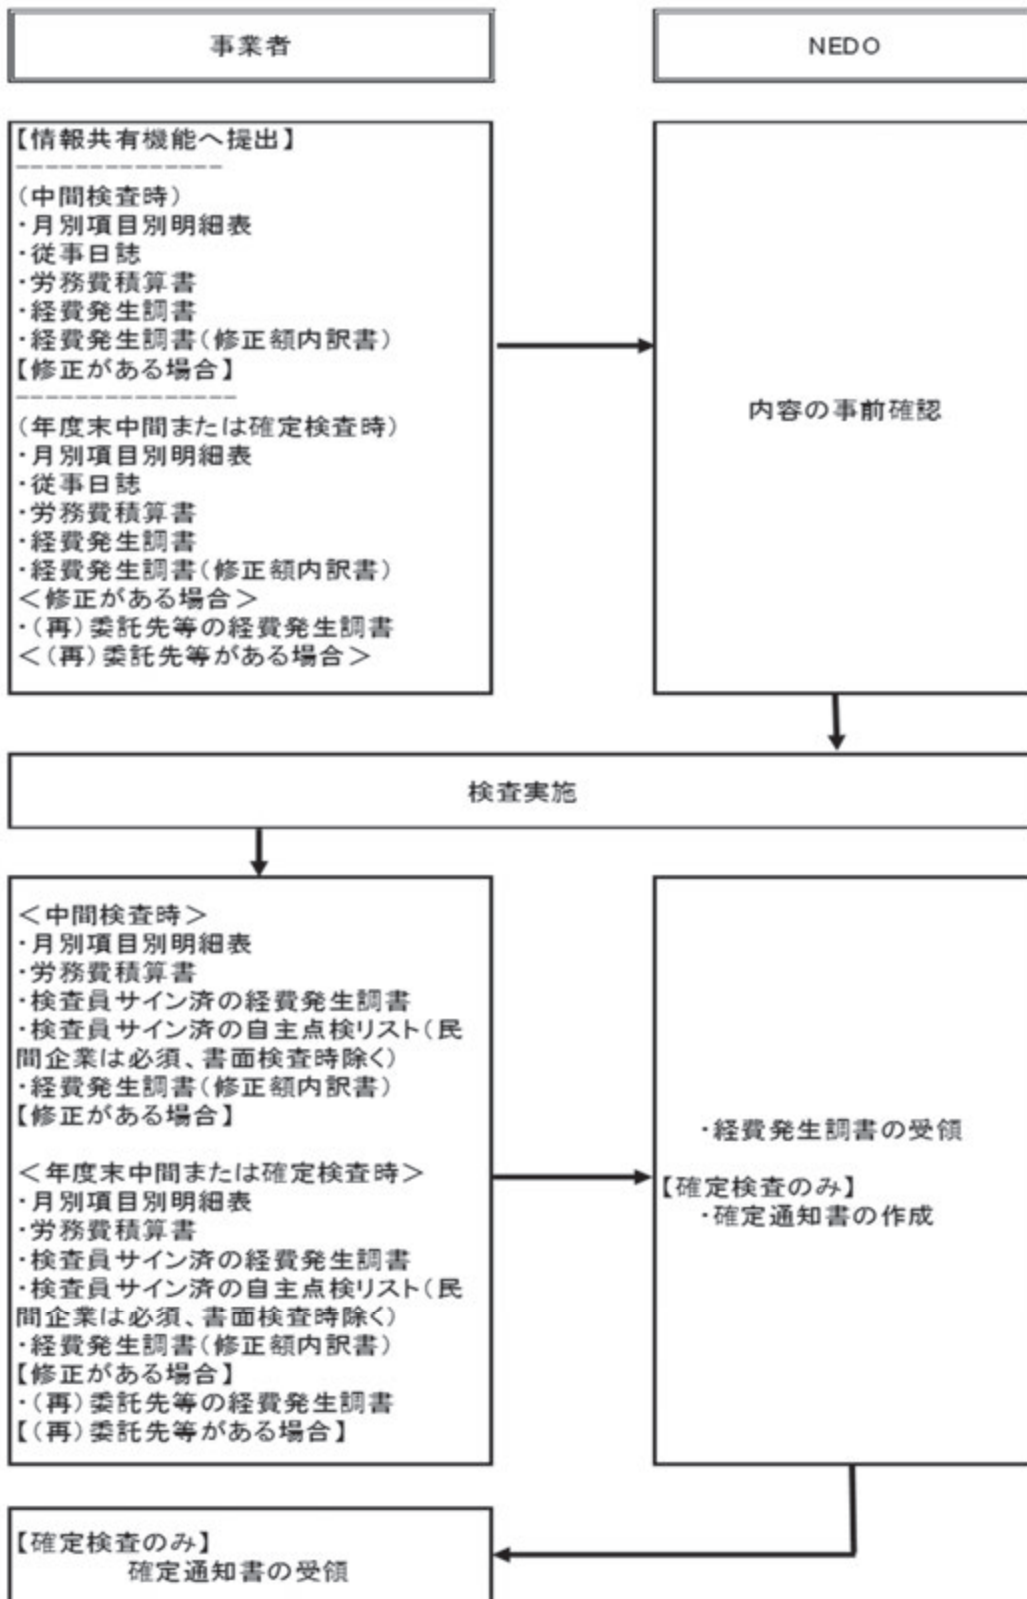 事業者
NEDO
【情報共有機能へ提出】
--------------
(中間検査時)
・月別項目別明細表
・従事日誌
・労務費積算書
・経費発生調書
・経費発生調書(修正額内訳書)
【修正がある場合】
---------------
(年度末中間または確定検査時)
・月別項目別明細表
・従事日誌
・労務費積算書
・経費発生調書
・経費発生調書(修正額内訳書)
＜修正がある場合＞
・(再)委託先等の経費発生調書
＜(再)委託先等がある場合＞
内容の事前確認
検査実施
＜中間検査時＞
・月別項目別明細表
・労務費積算書
・検査員サイン済の経費発生調書
・検査員サイン済の自主点検リスト(民
間企業は必須、書面検査時除く)
・経費発生調書(修正額内訳書)
【修正がある場合】
＜年度末中間または確定検査時＞
・月別項目別明細表
・労務費積算書
・検査員サイン済の経費発生調書
・検査員サイン済の自主点検リスト(民
間企業は必須、書面検査時除く)
・経費発生調書(修正額内訳書)
【修正がある場合】
・(再)委託先等の経費発生調書
【(再)委託先等がある場合】
・経費発生調書の受領
【確定検査のみ】
・確定通知書の作成
【確定検査のみ】
確定通知書の受領